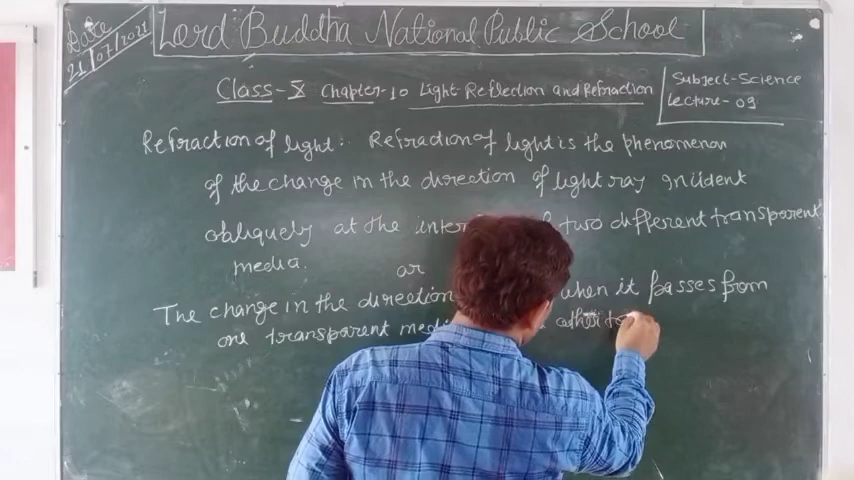 Date
21/07/2021
Lord Buddha National Public School
Class-X Chapter-10 Light-Reflection and Refraction
Subject-Science
Lecture-09
Refraction of light:- Refraction of light is the phenomenon
of the change in the direction of light ray incident
obliquely at the two different transparent
media. or
The change in the direction when it passes from
one transparent